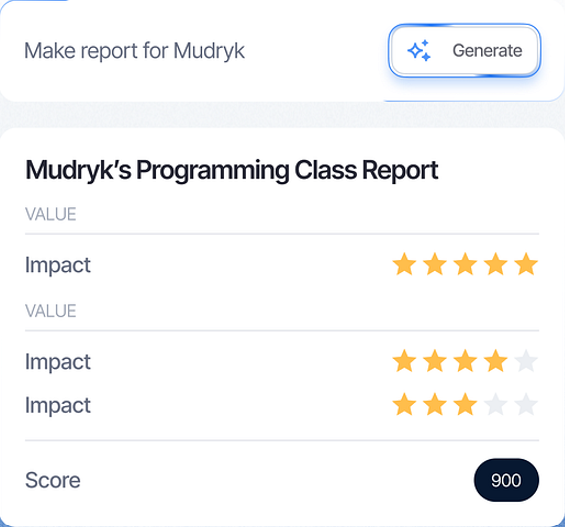 Make report for Mudryk
Generate
Mudryk’s Programming Class Report
VALUE
Impact
VALUE
Impact
Impact
Score
900